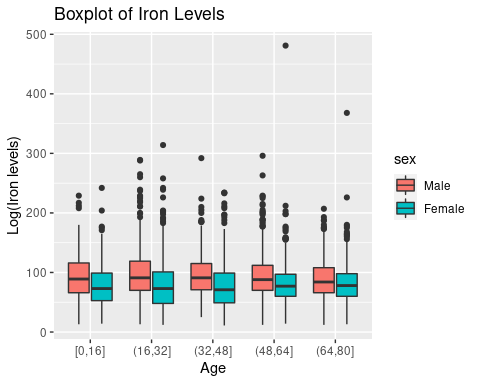 Boxplot of Iron Levels
500
400
300
200
100
0
Log(Iron levels)
[0,16]
(16,32]
(32,48]
(48,64]
(64,80]
Age
sex
Male
Female